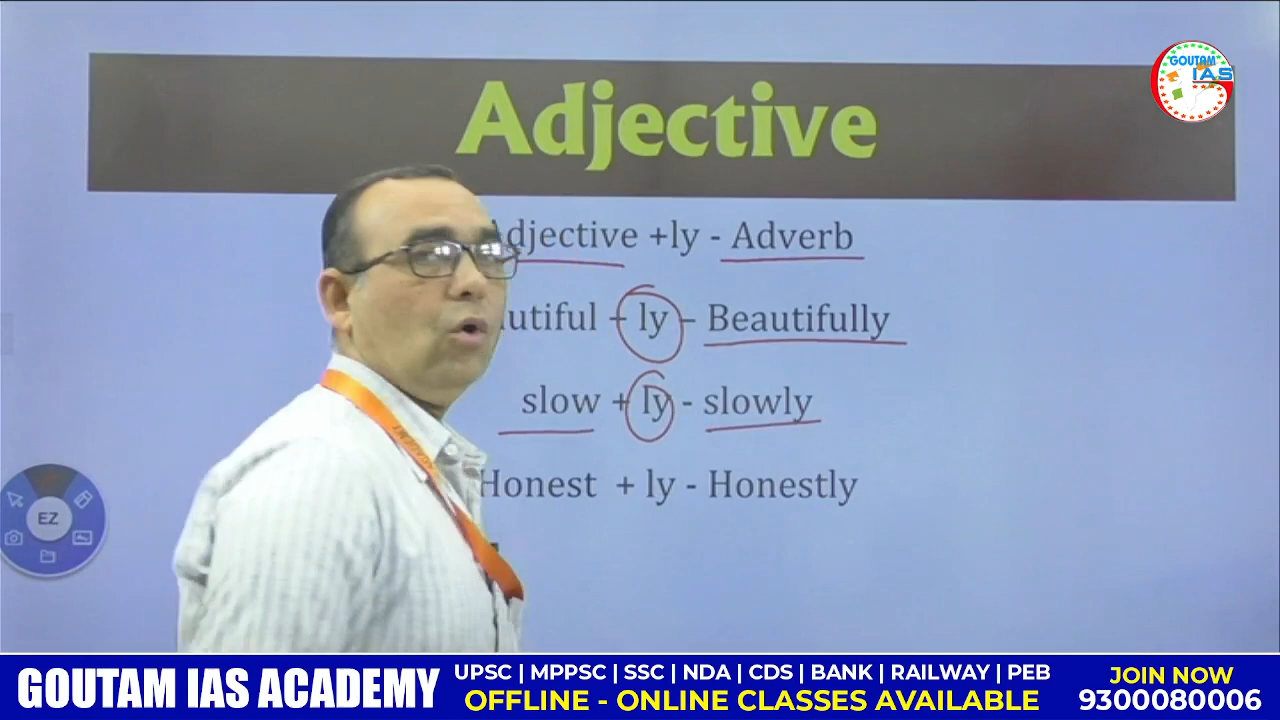 GOUTAM
IAS
Adjective
Adjective +ly - Adverb
utiful + ly - Beautifully
slow + ly - slowly
Honest + ly - Honestly
EZ
GOUTAM IAS ACADEMY
UPSC | MPPSC | SSC | NDA | CDS | BANK | RAILWAY | PEB
OFFLINE - ONLINE CLASSES AVAILABLE
JOIN NOW
9300080006